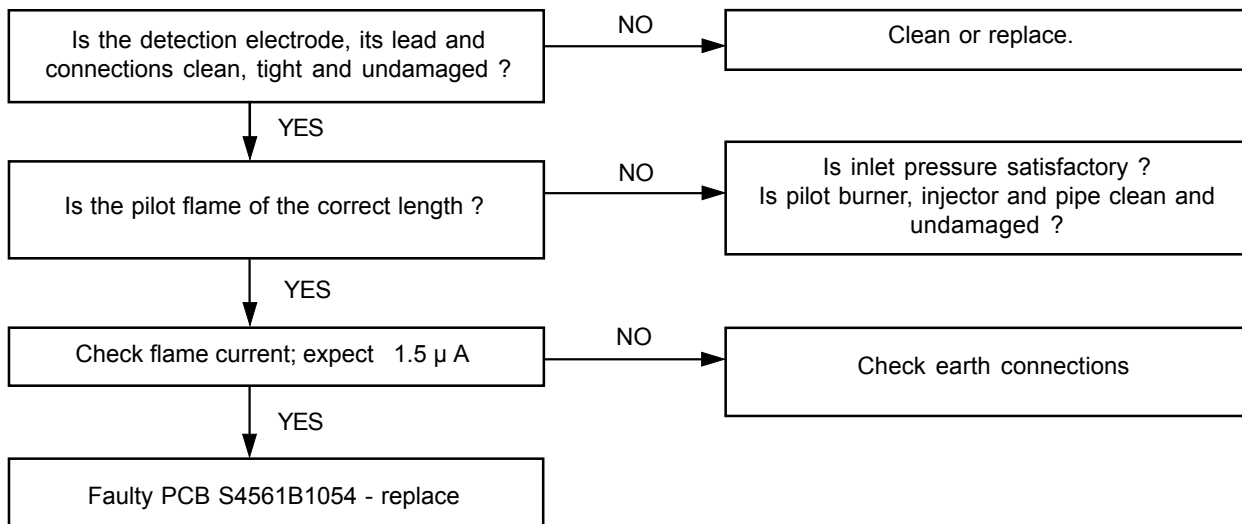 Is the detection electrode, its lead and
connections clean, tight and undamaged ?
NO
Clean or replace.
YES
Is the pilot flame of the correct length ?
NO
Is inlet pressure satisfactory ?
Is pilot burner, injector and pipe clean and
undamaged ?
YES
Check flame current; expect 1.5 µ A
NO
Check earth connections
YES
Faulty PCB S4561B1054 - replace